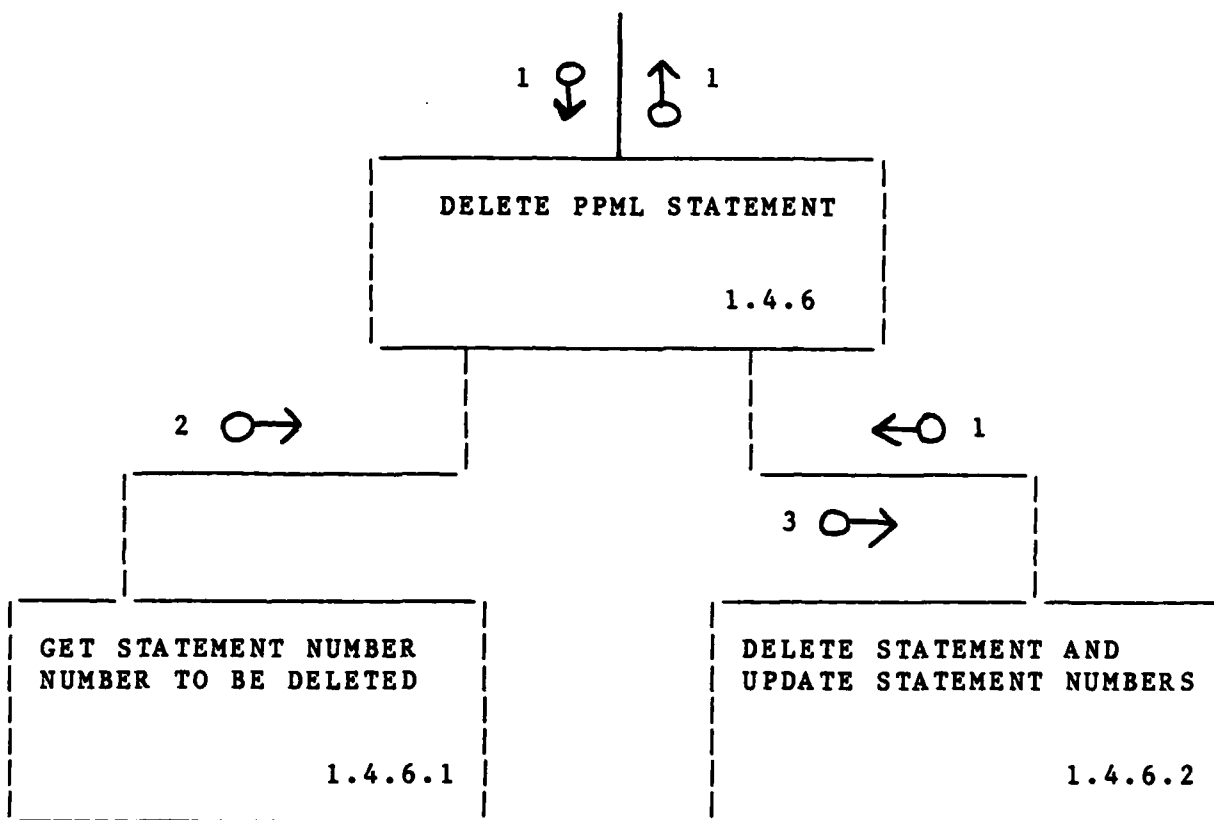 1 1
DELETE PPML STATEMENT
1.4.6
2 1
3
GET STATEMENT NUMBER
NUMBER TO BE DELETED
1.4.6.1
DELETE STATEMENT AND
UPDATE STATEMENT NUMBERS
1.4.6.2